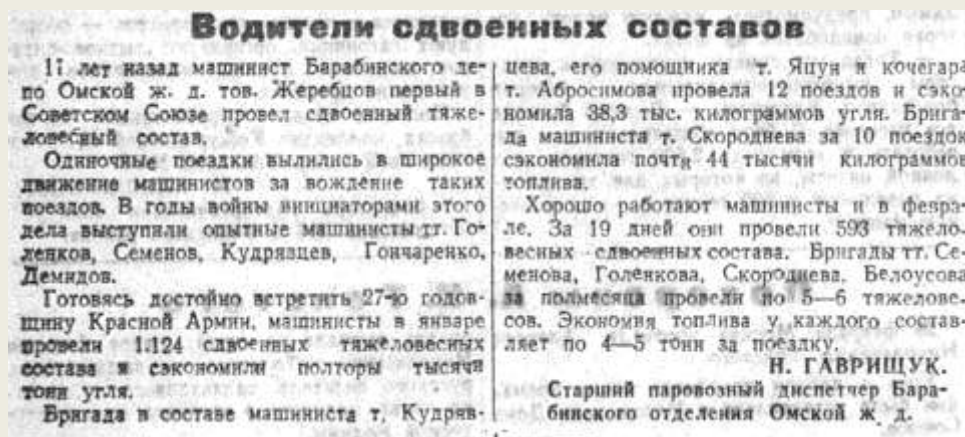 Водители сдвоенных составов
11 лет назад машинист Барабинского де-
по Омской ж. д. тов. Жеребцов первый в
Советском Союзе провел сдвоенный тяже-
ловесный состав.
Одиночные поездки вылились в широкое
движение машинистов за вождение таких
поездов. В годы войны инициаторами этого
дела выступили опытные машинисты тт. Го-
ленков, Семенов, Кудрявцев, Гончаренко,
Демидов.
Готовясь достойно встретить 27-ю годов-
щину Красной Армии, машинисты в январе
провели 1.124 сдвоенных тяжеловесных
состава и сэкономили полторы тысячи
тонн угля.
Бригада в составе машиниста т. Кудряв-
цева, его помощника т. Яцун и кочегара
т. Абросимова провела 12 поездов и сэко-
номила 38,3 тыс. килограммов угля. Брига-
да машиниста т. Скороднева за 10 поездок
сэкономила почти 44 тысячи килограммов
топлива.
Хорошо работают машинисты и в февра-
ле. За 19 дней они провели 593 тяжело-
весных сдвоенных состава. Бригады тт. Се-
менова, Голенкова, Скороднева, Белоусова
за полмесяца провели по 5—6 тяжелове-
сов. Экономия топлива у каждого состав-
ляет по 4—5 тонн за поездку.
Н. ГАВРИЩУК.
Старший паровозный диспетчер Бара-
бинского отделения Омской ж д.